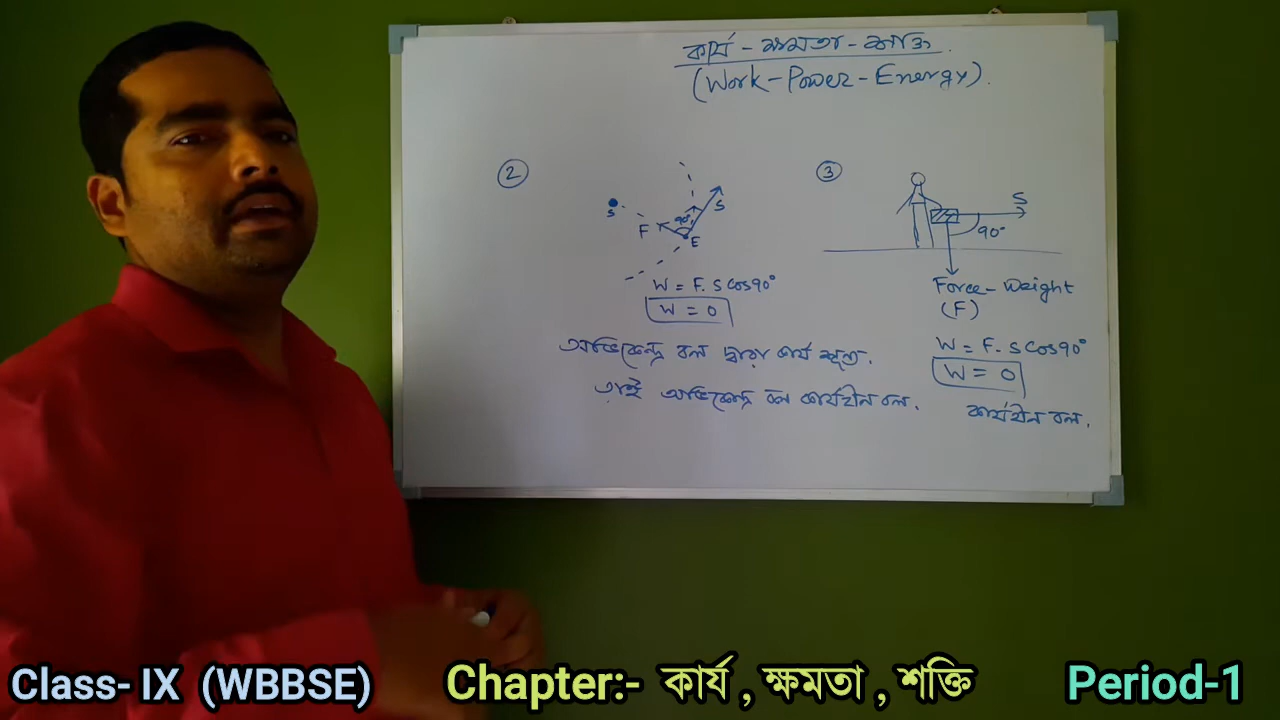 কার্য - ক্ষমতা - শক্তি.
(Work - Power - Energy).
2
S
F
90°
S
E
W = F. S cos90°
W = 0
অভিকেন্দ্র বল দ্বারা কার্য শূন্য.
তাই অভিকেন্দ্র বল কার্যহীন বল.
3
S
90°
Force - Weight
(F)
W = F. S cos90°
W = 0
কার্যহীন বল.
Class- IX (WBBSE) Chapter:- কার্য , ক্ষমতা , শক্তি Period-1